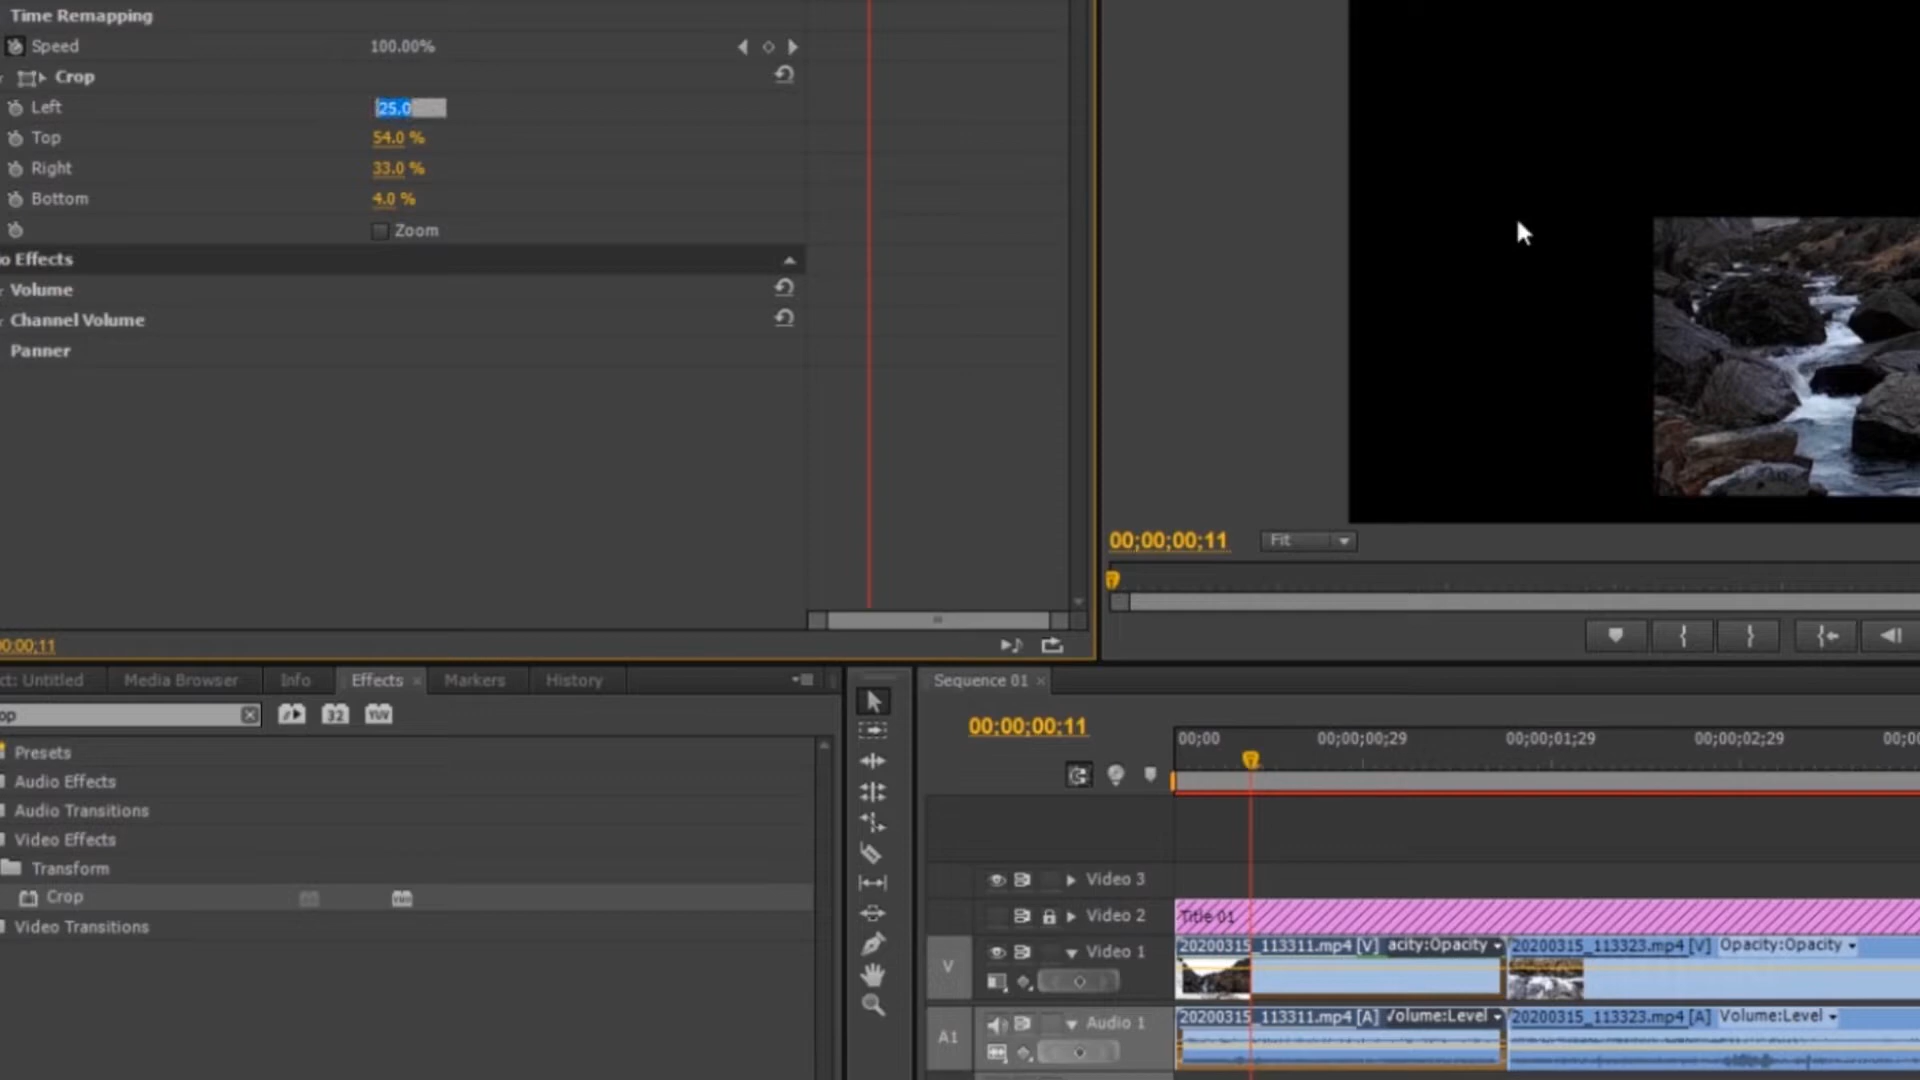 Time Remapping
Speed 100.00%
Crop
Left 25.0
Top 54.0 %
Right 33.0 %
Bottom 4.0 %
Zoom
o Effects
Volume
Channel Volume
Panner
0:00;11
00;00;00;11 Fit
ct: Untitled Media Browser Info Effects × Markers History
op 32 YUV
Presets
Audio Effects
Audio Transitions
Video Effects
Transform
Crop
Video Transitions
Sequence 01 ×
00;00;00;11
00;00 00;00;00;29 00;00;01;29 00;00;02;29 00;0
Video 3
Video 2 Title 01
V Video 1 20200315_113311.mp4 [V] acity:Opacity 20200315_113323.mp4 [V] Opacity:Opacity
A1 Audio 1 20200315_113311.mp4 [A] Volume:Level 20200315_113323.mp4 [A] Volume:Level